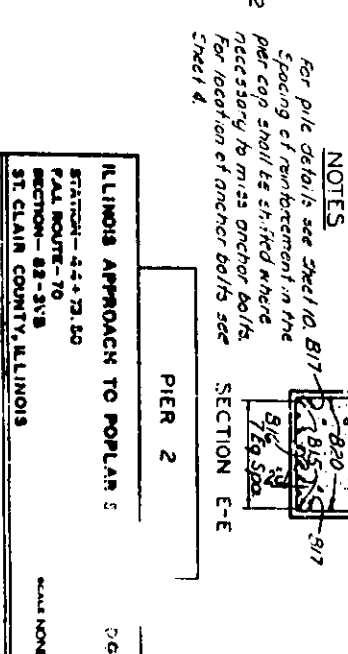 NOTES
For pile details see sheet 10.
Spacing of reinforcement in the
pier cap shall be shifted where
necessary to miss anchor bolts.
For location of anchor bolts see
sheet 4.
B17
B20
B15
B17
B16
7 Eq. Spa.
SECTION E-E
PIER 2
ILLINOIS APPROACH TO POPLAR
STATION-
F.A.I. ROUTE-70
SECTION-82-3VB
ST. CLAIR COUNTY, ILLINOIS
SCALE NONE